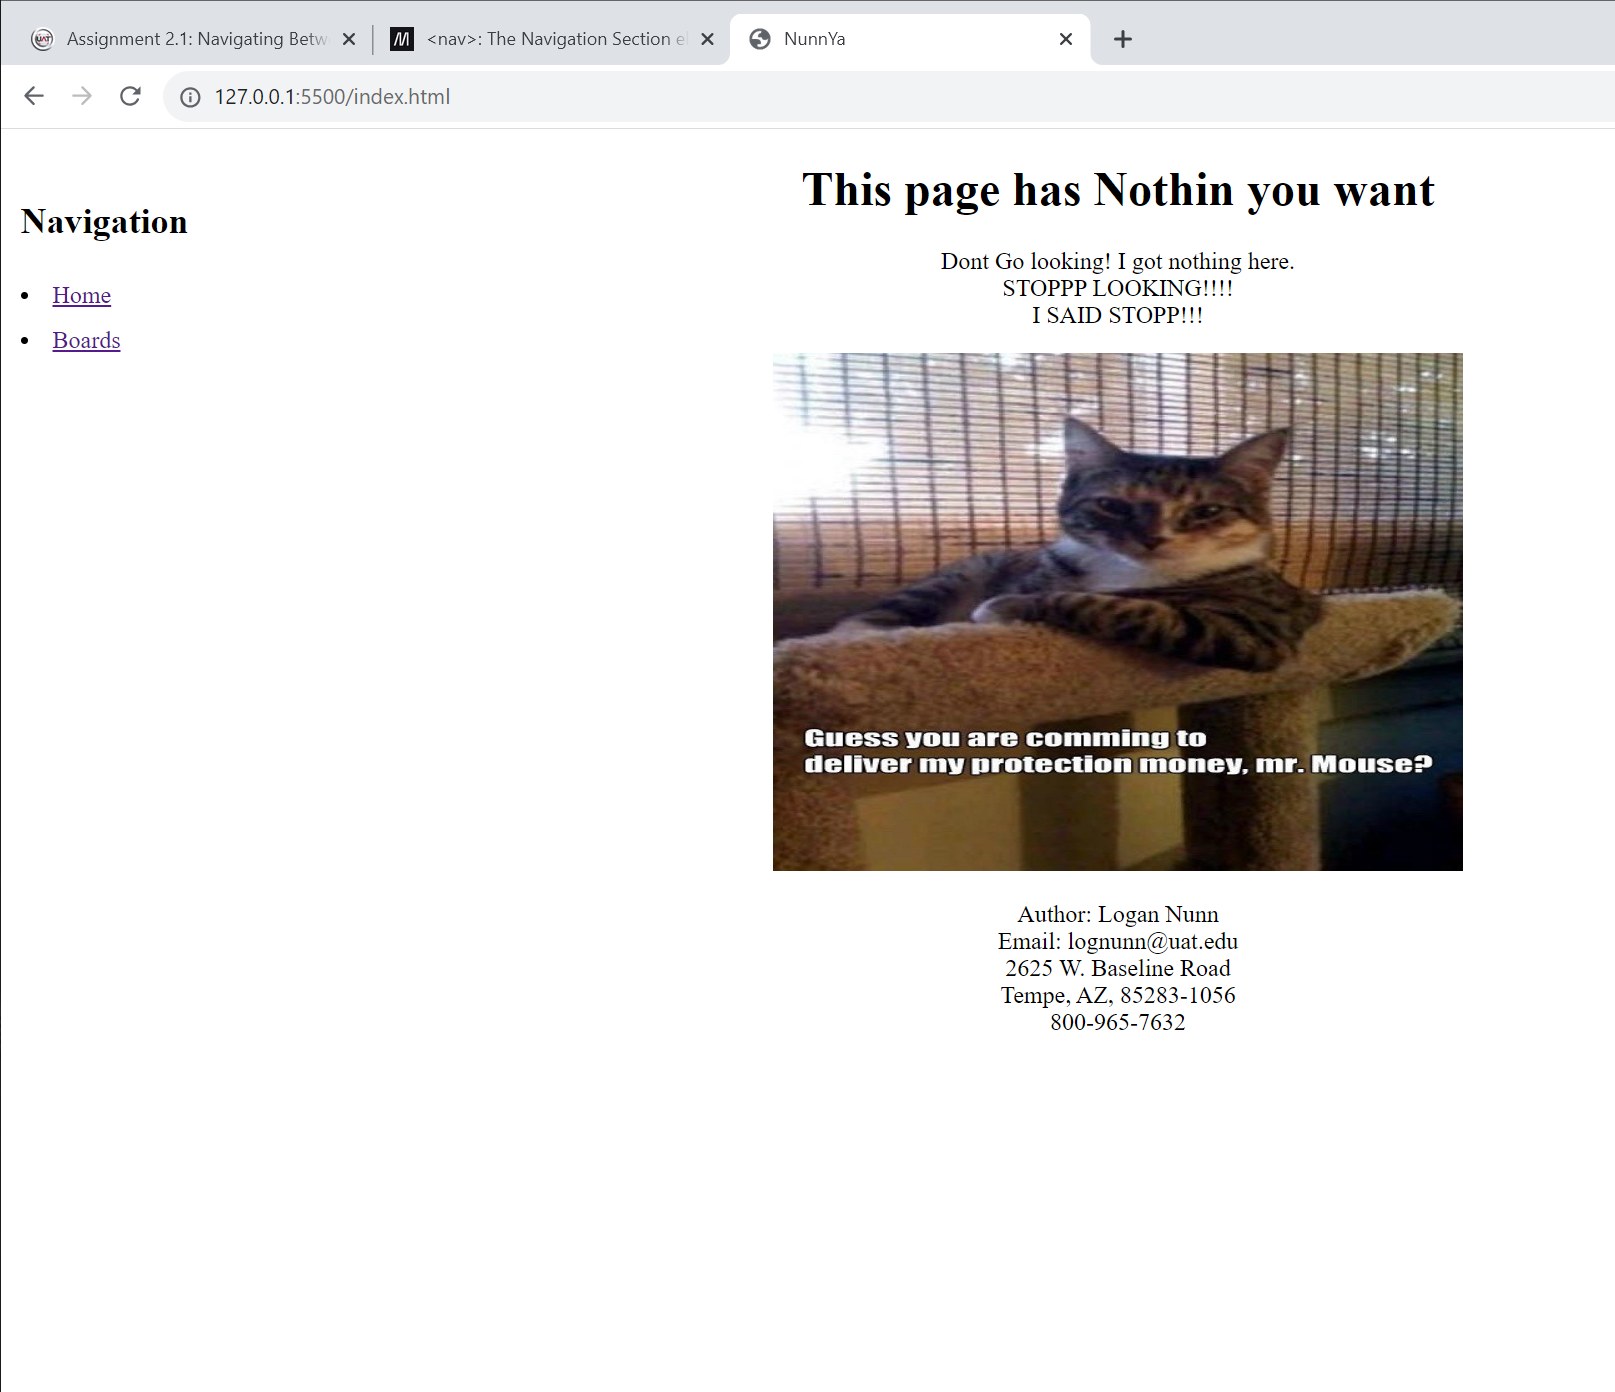 Assignment 2.1: Navigating Betw
<nav>: The Navigation Section el
NunnYa
127.0.0.1:5500/index.html
Navigation
Home
Boards
This page has Nothin you want
Dont Go looking! I got nothing here.
STOPPP LOOKING!!!!
I SAID STOPP!!!
Guess you are comming to
deliver my protection money, mr. Mouse?
Author: Logan Nunn
Email: lognunn@uat.edu
2625 W. Baseline Road
Tempe, AZ, 85283-1056
800-965-7632